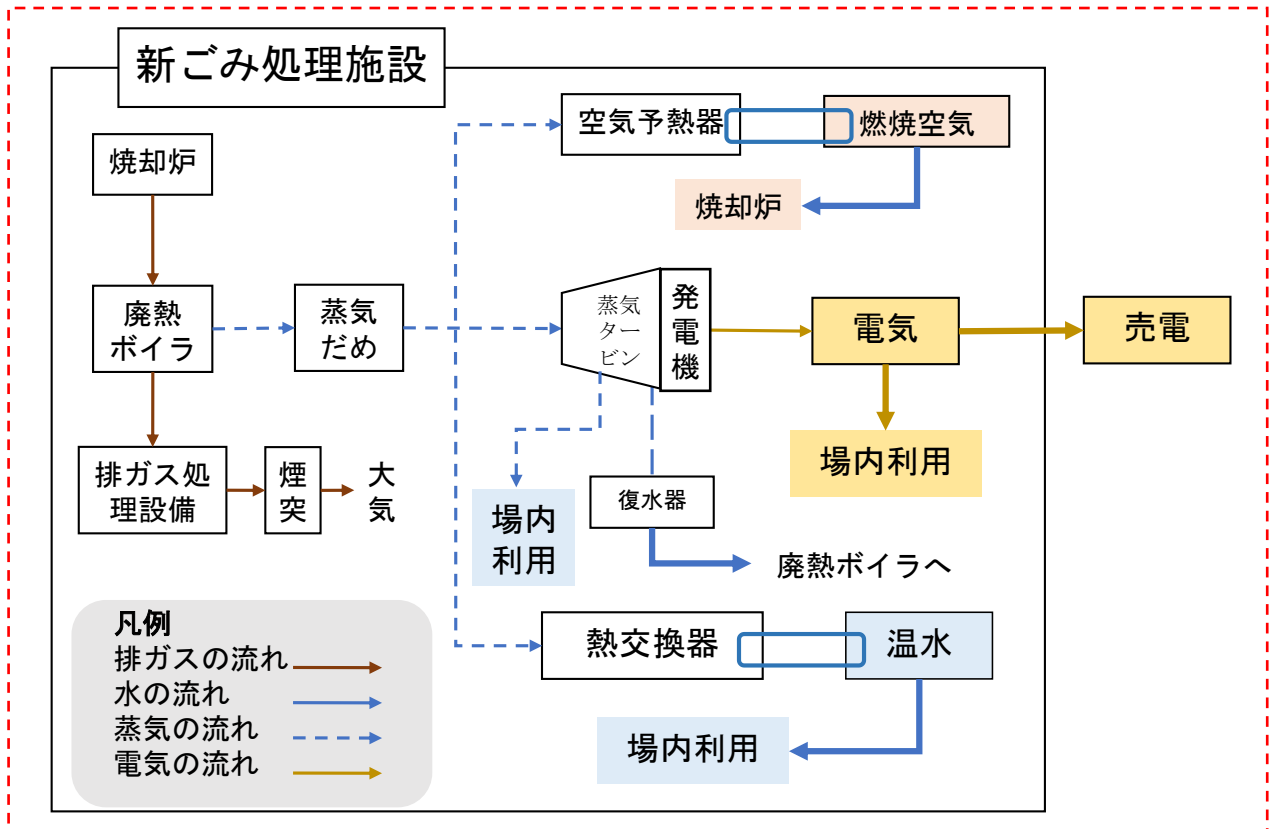 新ごみ処理施設
焼却炉
廃熱
ボイラ
蒸気
だめ
排ガス処
理設備
煙
突
大
気
空気予熱器
燃焼空気
焼却炉
蒸気
ター
ビン
発
電
機
電気
売電
場内利用
場内
利用
復水器
廃熱ボイラへ
熱交換器
温水
場内利用
凡例
排ガスの流れ
水の流れ
蒸気の流れ
電気の流れ